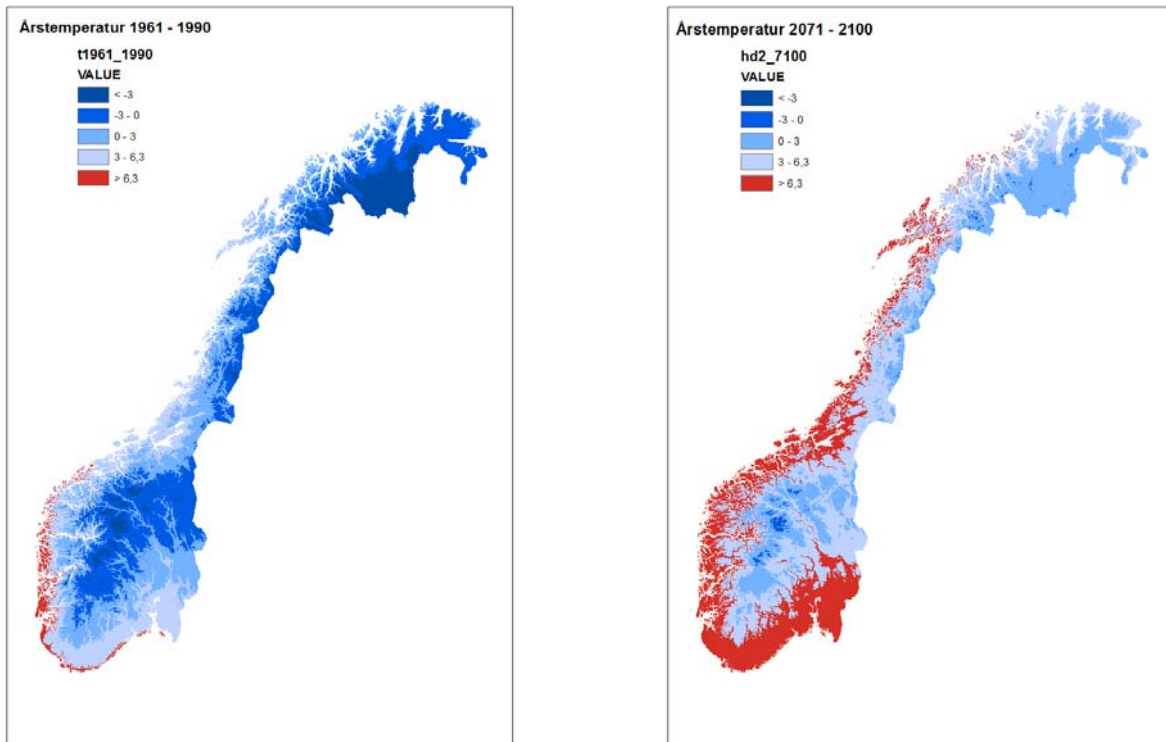 Årstemperatur 1961 - 1990
t1961_1990
VALUE
< -3
-3 - 0
0 - 3
3 - 6,3
> 6,3
Årstemperatur 2071 - 2100
hd2_7100
VALUE
< -3
-3 - 0
0 - 3
3 - 6,3
> 6,3